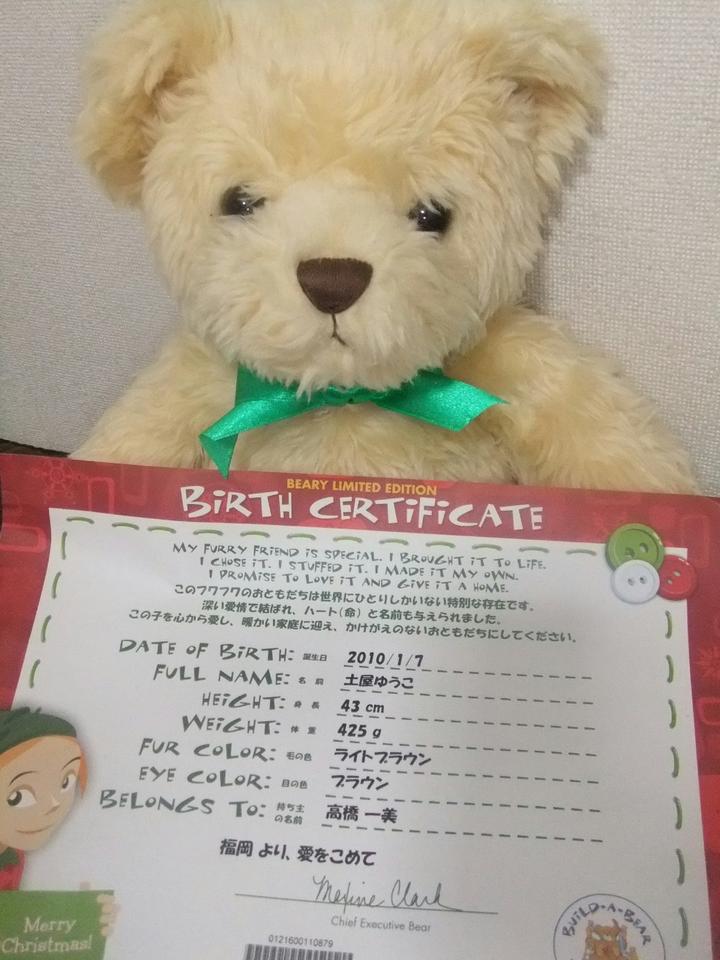 BEARY LIMITED EDITION
BIRTH CERTIFICATE
MY FURRY FRIEND IS SPECIAL. I BROUGHT IT TO LIFE.
I CHOSE IT. I STUFFED IT. I MADE IT MY OWN.
I PROMISE TO LOVE IT AND GIVE IT A HOME.
このフワフワのおともだちは世界にひとりしかいない特別な存在です。
深い愛情で結ばれ、ハート(命)と名前も与えられました。
この子を心から愛し、暖かい家庭に迎え、かけがえのないおともだちにしてください。
DATE OF BIRTH: 誕生日 2010/1/7
FULL NAME: 名前 土屋ゆうこ
HEIGHT: 身長 43 cm
WEIGHT: 体重 425 g
FUR COLOR: 毛の色 ライトブラウン
EYE COLOR: 目の色 ブラウン
BELONGS TO: 持ち主の名前 高橋 一美
福岡 より、愛をこめて
Maxine Clark
Chief Executive Bear
0121600110879
Merry
Christmas!
BUILD-A-BEAR